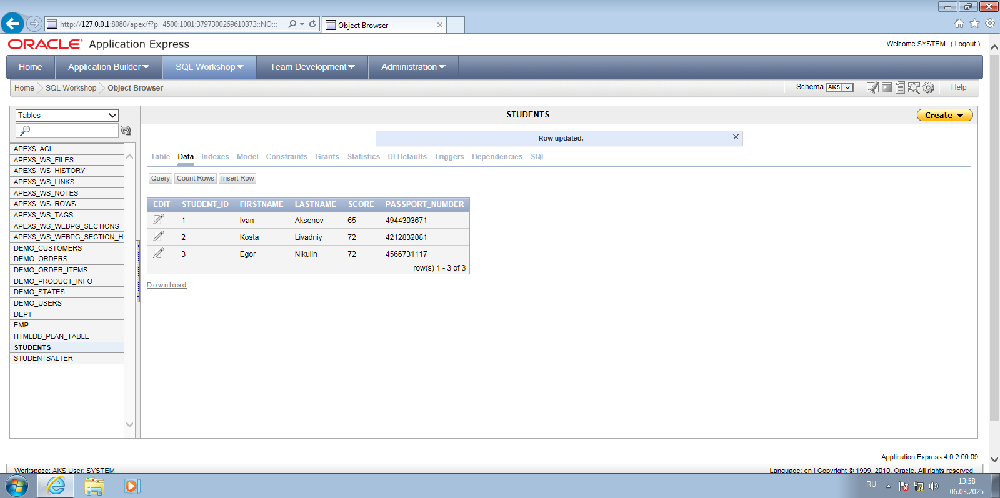 http://127.0.0.1:8080/apex/f?p=4500:1001:3797300269610373::NO:::
Object Browser
ORACLE Application Express
Welcome SYSTEM ( Logout )
Home Application Builder SQL Workshop Team Development Administration
Home SQL Workshop Object Browser
Schema AKS Help
Tables
STUDENTS
Create
Row updated.
Table Data Indexes Model Constraints Grants Statistics UI Defaults Triggers Dependencies SQL
Query Count Rows Insert Row
APEX$_ACL
APEX$_WS_FILES
APEX$_WS_HISTORY
APEX$_WS_LINKS
APEX$_WS_NOTES
APEX$_WS_ROWS
APEX$_WS_TAGS
APEX$_WS_WEBPG_SECTIONS
APEX$_WS_WEBPG_SECTION_HI
DEMO_CUSTOMERS
DEMO_ORDERS
DEMO_ORDER_ITEMS
DEMO_PRODUCT_INFO
DEMO_STATES
DEMO_USERS
DEPT
EMP
HTMLDB_PLAN_TABLE
STUDENTS
STUDENTSALTER
EDIT STUDENT_ID FIRSTNAME LASTNAME SCORE PASSPORT_NUMBER
1 Ivan Aksenov 65 4944303671
2 Kosta Livadniy 72 4212832081
3 Egor Nikulin 72 4566731117
row(s) 1 - 3 of 3
Download
Application Express 4.0.2.00.09
Workspace: AKS User: SYSTEM
Language: en | Copyright © 1999, 2010, Oracle. All rights reserved.
RU
13:58
06.03.2025